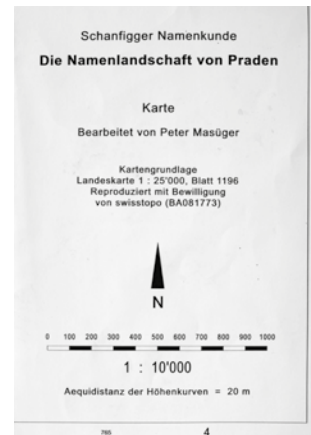 Schanfigger Namenkunde
Die Namenlandschaft von Praden
Karte
Bearbeitet von Peter Masüger
Kartengrundlage
Landeskarte 1 : 25'000, Blatt 1196
Reproduziert mit Bewilligung
von swisstopo (BA081773)
N
0 100 200 300 400 500 600 700 800 900 1000
1 : 10'000
Aequidistanz der Höhenkurven = 20 m
765 4